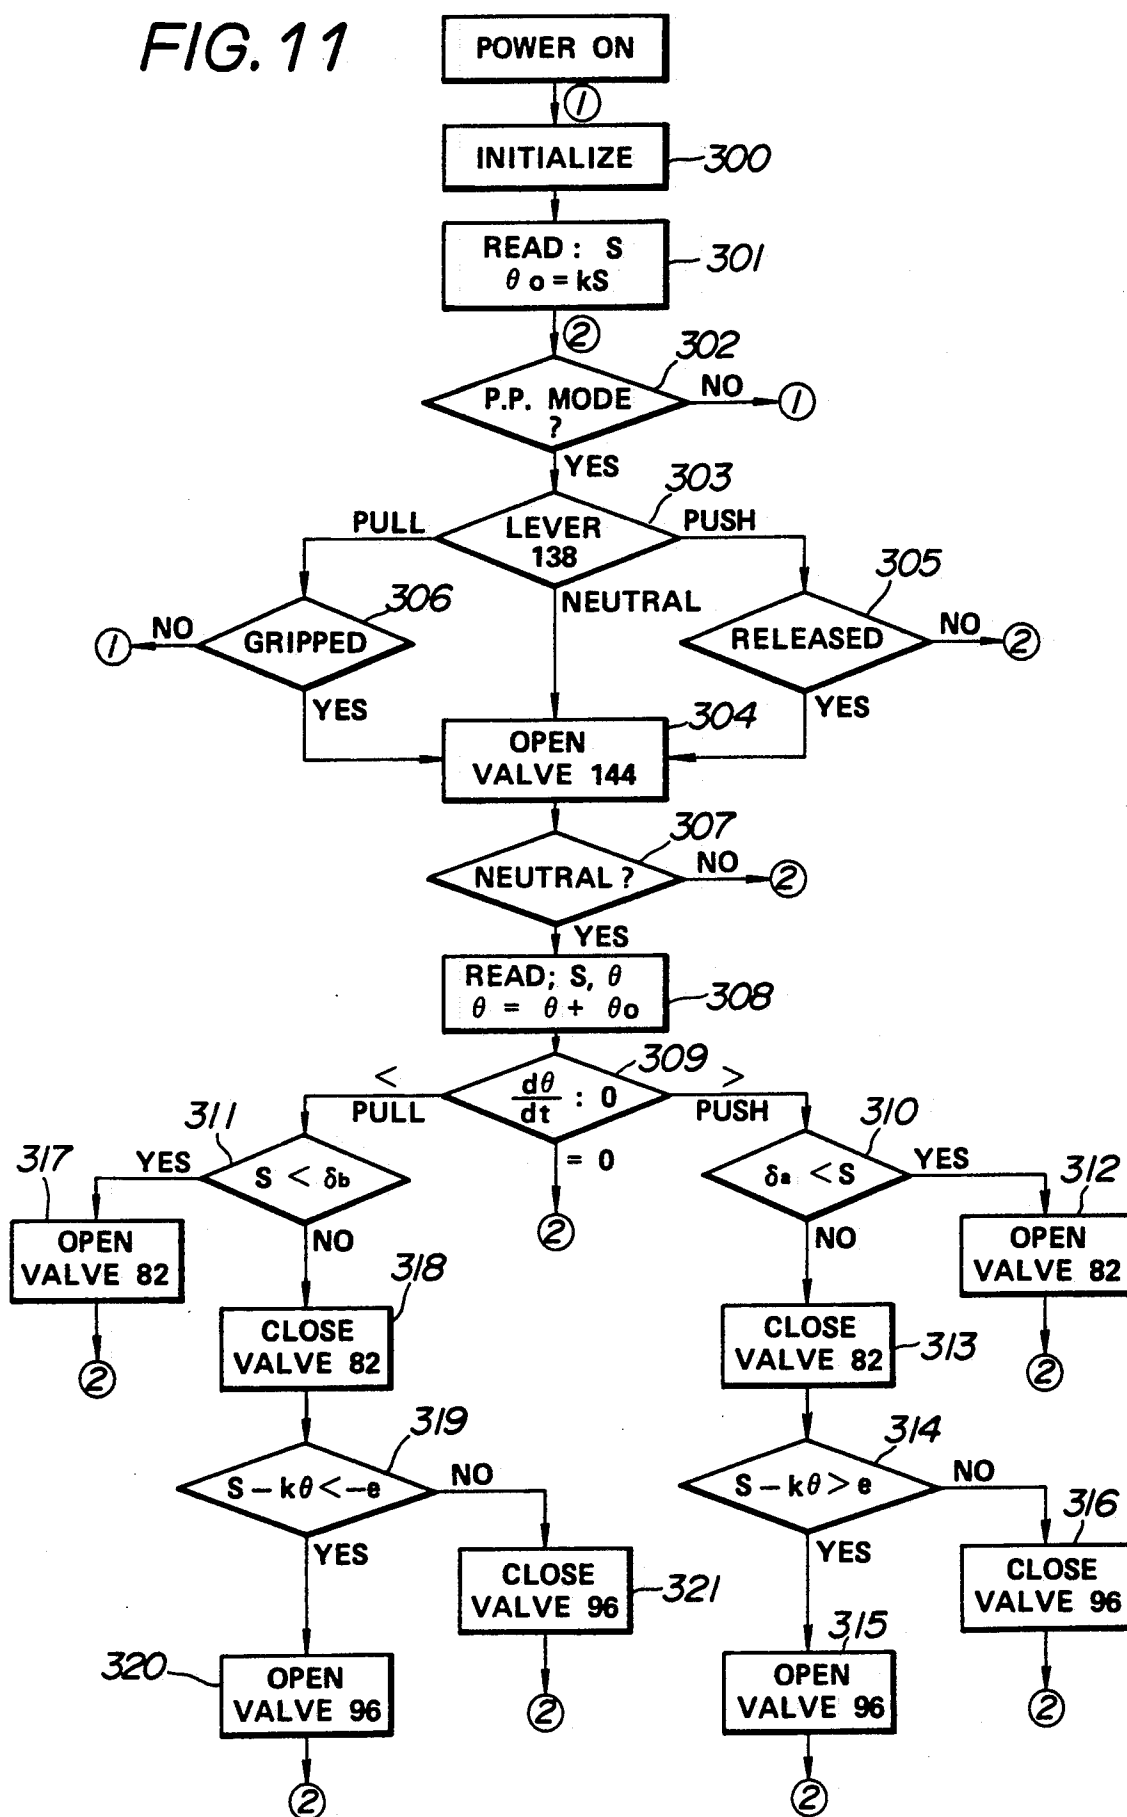 FIG. 11
POWER ON
1
INITIALIZE
300
READ : S
θo = kS
301
2
302
P.P. MODE
?
NO
1
YES
303
PULL
LEVER
138
PUSH
306
NEUTRAL
305
1
NO
GRIPPED
RELEASED
NO
2
YES
YES
304
OPEN
VALVE 144
307
NEUTRAL ?
NO
2
YES
READ; S, θ
θ = θ + θo
308
309
<
dθ
dt
: 0
>
PULL
PUSH
311
310
= 0
2
317
YES
S < δb
δa < S
YES
312
OPEN
VALVE 82
NO
NO
OPEN
VALVE 82
2
318
CLOSE
VALVE 82
CLOSE
VALVE 82
313
2
319
314
S – kθ < –e
NO
S – kθ > e
NO
316
YES
YES
CLOSE
VALVE 96
321
CLOSE
VALVE 96
320
OPEN
VALVE 96
2
315
OPEN
VALVE 96
2
2
2